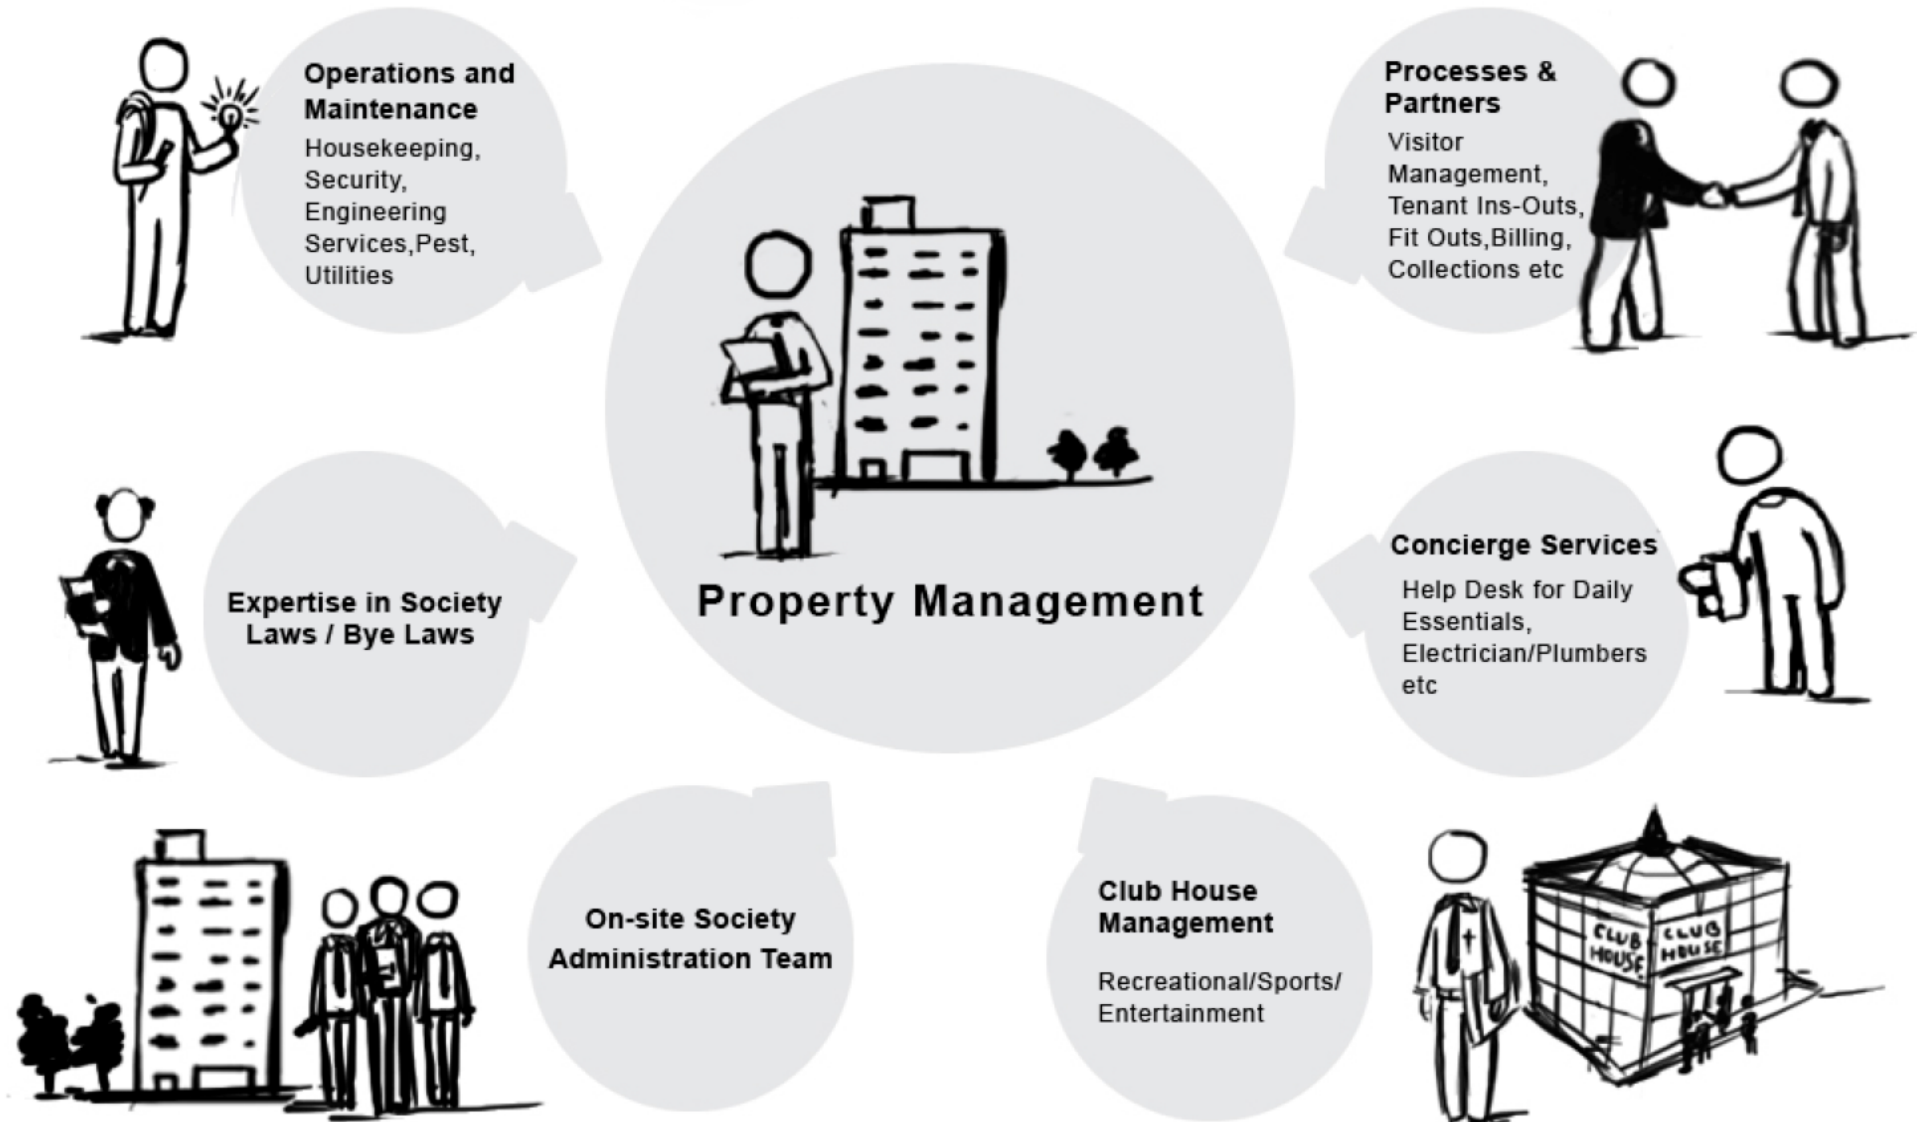 Operations and
Maintenance
Housekeeping,
Security,
Engineering
Services,Pest,
Utilities
Processes &
Partners
Visitor
Management,
Tenant Ins-Outs,
Fit Outs,Billing,
Collections etc
Property Management
Expertise in Society
Laws / Bye Laws
Concierge Services
Help Desk for Daily
Essentials,
Electrician/Plumbers
etc
On-site Society
Administration Team
Club House
Management
Recreational/Sports/
Entertainment
CLUB
HOUSE
CLUB
HOUSE